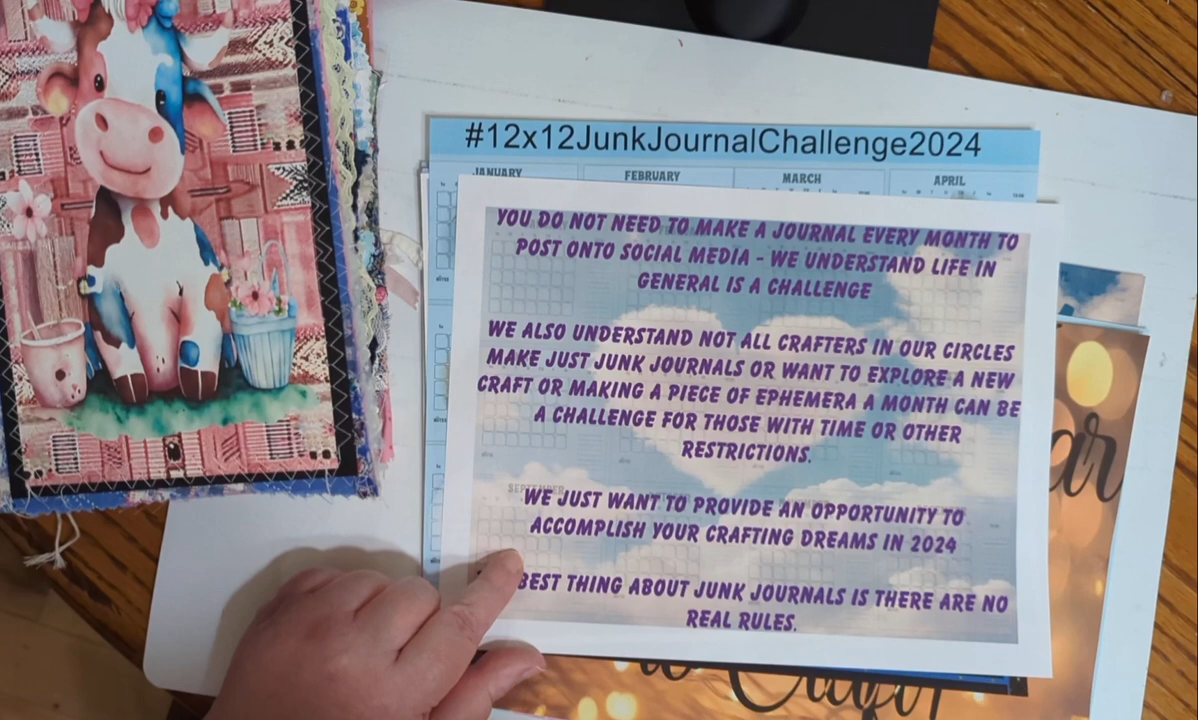 #12x12JunkJournalChallenge2024
JANUARY
FEBRUARY
MARCH
APRIL
YOU DO NOT NEED TO MAKE A JOURNAL EVERY MONTH TO
POST ONTO SOCIAL MEDIA - WE UNDERSTAND LIFE IN
GENERAL IS A CHALLENGE
WE ALSO UNDERSTAND NOT ALL CRAFTERS IN OUR CIRCLES
MAKE JUST JUNK JOURNALS OR WANT TO EXPLORE A NEW
CRAFT OR MAKING A PIECE OF EPHEMERA A MONTH CAN BE
A CHALLENGE FOR THOSE WITH TIME OR OTHER
RESTRICTIONS.
SEPTEMBER
WE JUST WANT TO PROVIDE AN OPPORTUNITY TO
ACCOMPLISH YOUR CRAFTING DREAMS IN 2024
BEST THING ABOUT JUNK JOURNALS IS THERE ARE NO
REAL RULES.